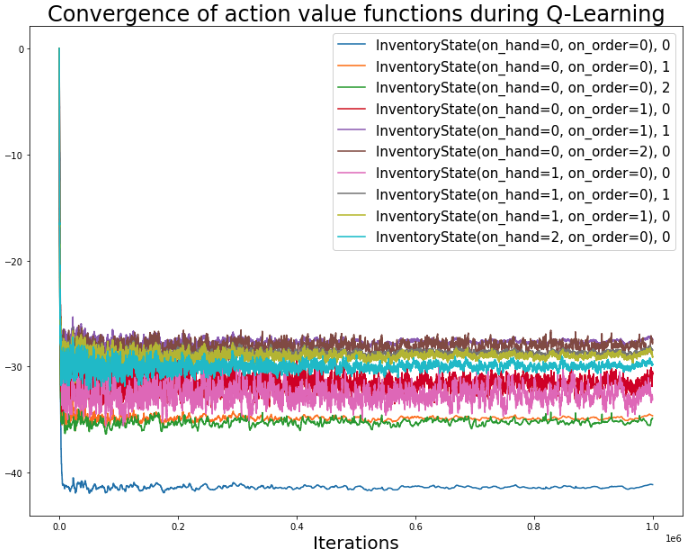 Convergence of action value functions during Q-Learning
InventoryState(on_hand=0, on_order=0), 0
InventoryState(on_hand=0, on_order=0), 1
InventoryState(on_hand=0, on_order=0), 2
InventoryState(on_hand=0, on_order=1), 0
InventoryState(on_hand=0, on_order=1), 1
InventoryState(on_hand=0, on_order=2), 0
InventoryState(on_hand=1, on_order=0), 0
InventoryState(on_hand=1, on_order=0), 1
InventoryState(on_hand=1, on_order=1), 0
InventoryState(on_hand=2, on_order=0), 0
0
−10
−20
−30
−40
0.0 0.2 0.4 0.6 0.8 1.0
1e6
Iterations